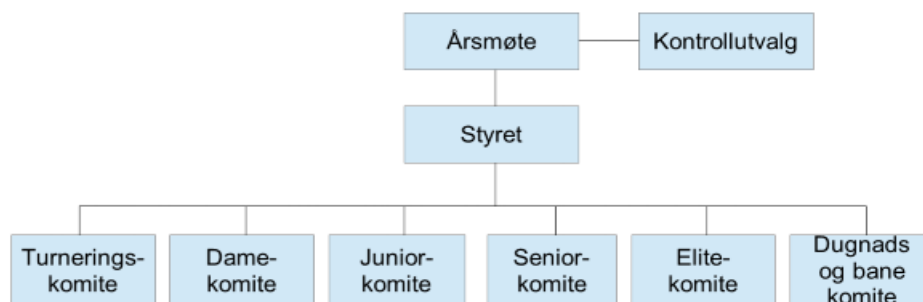 Årsmøte
Kontrollutvalg
Styret
Turnerings-
komite
Dame-
komite
Junior-
komite
Senior-
komite
Elite-
komite
Dugnads
og bane
komite